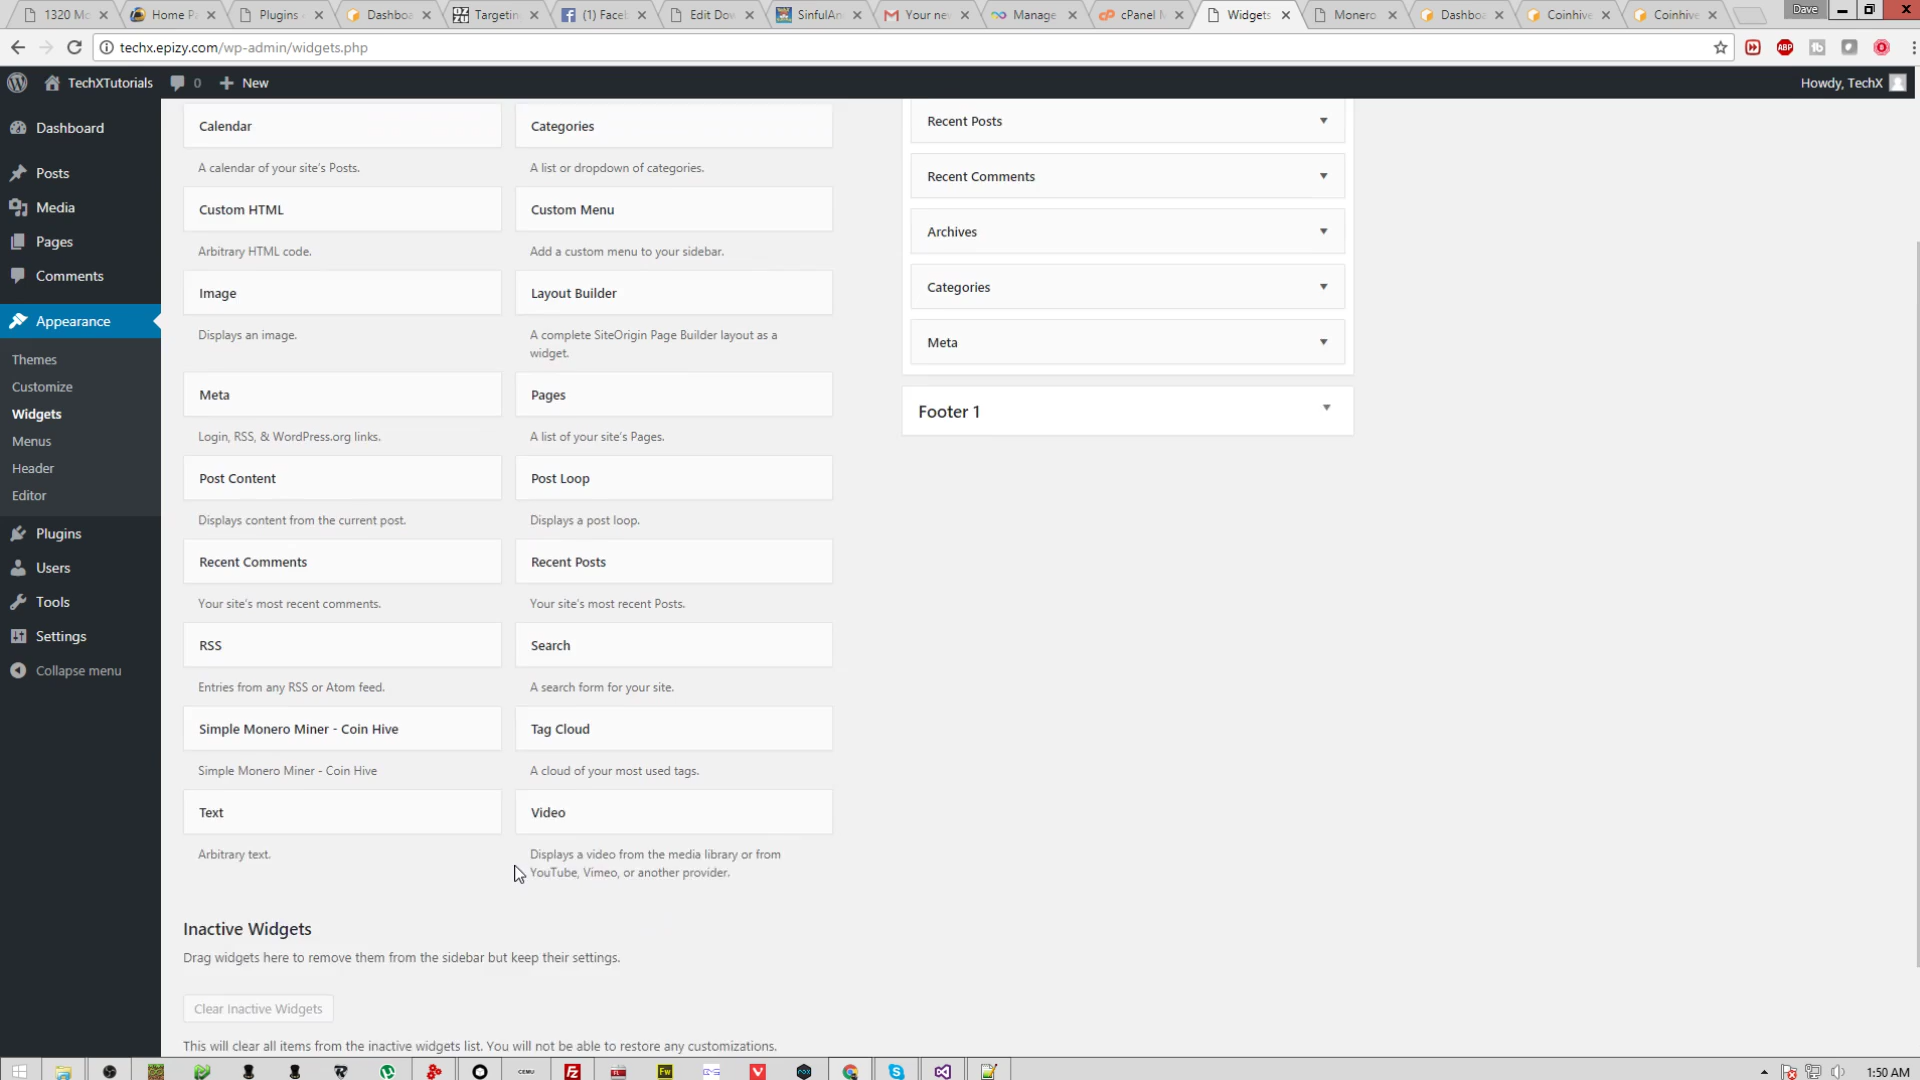 1320 Mo
Home P
Plugins
Dashbo
Targetin
(1) Face
Edit Do
SinfulAn
Your ne
Manage
cPanel
Widgets
Monero
Dashbo
Coinhive
Coinhive
Dave
techx.epizy.com/wp-admin/widgets.php
ABP
TechXTutorials
0
New
Howdy, TechX
Dashboard
Posts
Media
Pages
Comments
Appearance
Themes
Customize
Widgets
Menus
Header
Editor
Plugins
Users
Tools
Settings
Collapse menu
Calendar
Categories
A calendar of your site's Posts.
A list or dropdown of categories.
Custom HTML
Custom Menu
Arbitrary HTML code.
Add a custom menu to your sidebar.
Image
Layout Builder
Displays an image.
A complete SiteOrigin Page Builder layout as a
widget.
Meta
Pages
Login, RSS, & WordPress.org links.
A list of your site's Pages.
Post Content
Post Loop
Displays content from the current post.
Displays a post loop.
Recent Comments
Recent Posts
Your site's most recent comments.
Your site's most recent Posts.
RSS
Search
Entries from any RSS or Atom feed.
A search form for your site.
Simple Monero Miner - Coin Hive
Tag Cloud
Simple Monero Miner - Coin Hive
A cloud of your most used tags.
Text
Video
Arbitrary text.
Displays a video from the media library or from
YouTube, Vimeo, or another provider.
Recent Posts
Recent Comments
Archives
Categories
Meta
Footer 1
Inactive Widgets
Drag widgets here to remove them from the sidebar but keep their settings.
Clear Inactive Widgets
This will clear all items from the inactive widgets list. You will not be able to restore any customizations.
CEMU
Fz
Fw
1:50 AM